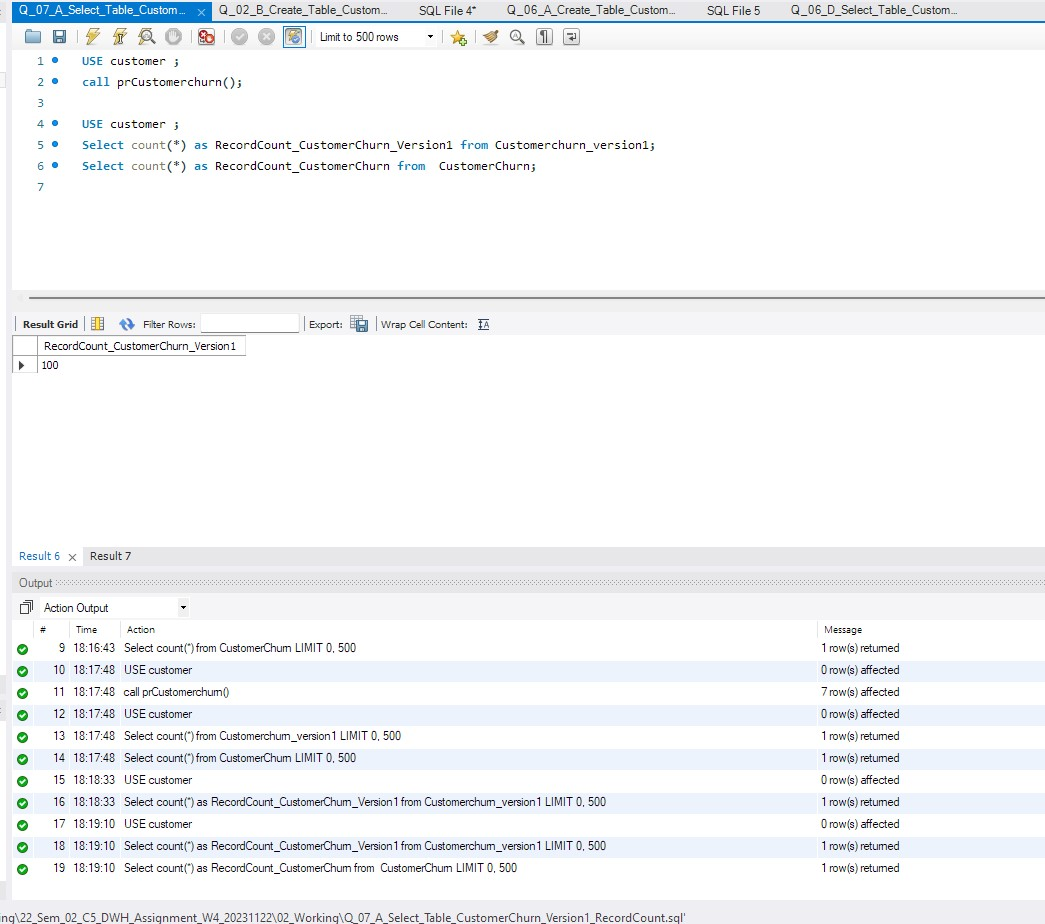 Q_07_A_Select_Table_Custom... Q_02_B_Create_Table_Custom... SQL File 4* Q_06_A_Create_Table_Custom... SQL File 5 Q_06_D_Select_Table_Custom...
Limit to 500 rows
1 USE customer ;
2 call prCustomerchurn();
3
4 USE customer ;
5 Select count(*) as RecordCount_CustomerChurn_Version1 from Customerchurn_version1;
6 Select count(*) as RecordCount_CustomerChurn from  CustomerChurn;
7
Result Grid Filter Rows: Export: Wrap Cell Content:
RecordCount_CustomerChurn_Version1
100
Result 6 Result 7
Output
Action Output
# Time Action Message
9 18:16:43 Select count(*) from CustomerChurn LIMIT 0, 500 1 row(s) returned
10 18:17:48 USE customer 0 row(s) affected
11 18:17:48 call prCustomerchurn() 7 row(s) affected
12 18:17:48 USE customer 0 row(s) affected
13 18:17:48 Select count(*) from Customerchurn_version1 LIMIT 0, 500 1 row(s) returned
14 18:17:48 Select count(*) from CustomerChurn LIMIT 0, 500 1 row(s) returned
15 18:18:33 USE customer 0 row(s) affected
16 18:18:33 Select count(*) as RecordCount_CustomerChurn_Version1 from Customerchurn_version1 LIMIT 0, 500 1 row(s) returned
17 18:19:10 USE customer 0 row(s) affected
18 18:19:10 Select count(*) as RecordCount_CustomerChurn_Version1 from Customerchurn_version1 LIMIT 0, 500 1 row(s) returned
19 18:19:10 Select count(*) as RecordCount_CustomerChurn from  CustomerChurn LIMIT 0, 500 1 row(s) returned
ing\22_Sem_02_C5_DWH_Assignment_W4_20231122\02_Working\Q_07_A_Select_Table_CustomerChurn_Version1_RecordCount.sql'